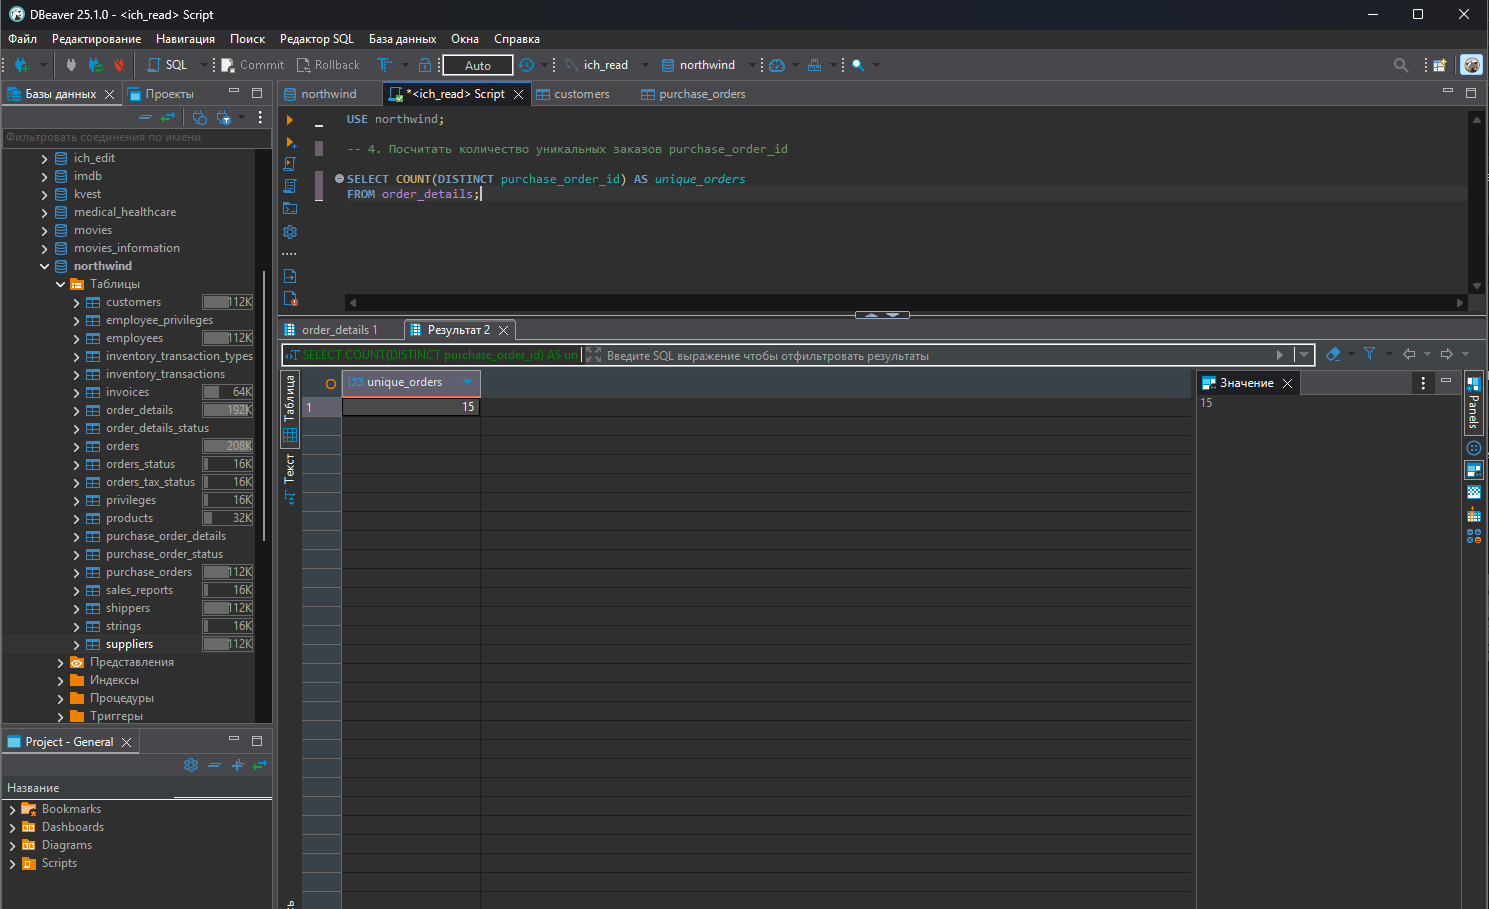 DBeaver 25.1.0 - <ich_read> Script
Файл Редактирование Навигация Поиск Редактор SQL База данных Окна Справка
SQL Commit Rollback Auto ich_read northwind
Базы данных Проекты
Фильтровать соединения по имени
ich_edit
imdb
kvest
medical_healthcare
movies
movies_information
northwind
Таблицы
customers 112K
employee_privileges
employees 112K
inventory_transaction_types
inventory_transactions
invoices 64K
order_details 192K
order_details_status
orders 208K
orders_status 16K
orders_tax_status 16K
privileges 16K
products 32K
purchase_order_details
purchase_order_status
purchase_orders 112K
sales_reports 16K
shippers 112K
strings 16K
suppliers 112K
Представления
Индексы
Процедуры
Триггеры
Project - General
Название
Bookmarks
Dashboards
Diagrams
Scripts
northwind *<ich_read> Script customers purchase_orders
USE northwind;
-- 4. Посчитать количество уникальных заказов purchase_order_id
SELECT COUNT(DISTINCT purchase_order_id) AS unique_orders
FROM order_details;
order_details 1 Результат 2
SELECT COUNT(DISTINCT purchase_order_id) AS un Введите SQL выражение чтобы отфильтровать результаты
Таблица
Текст
123 unique_orders
1 15
Значение
15
Panels